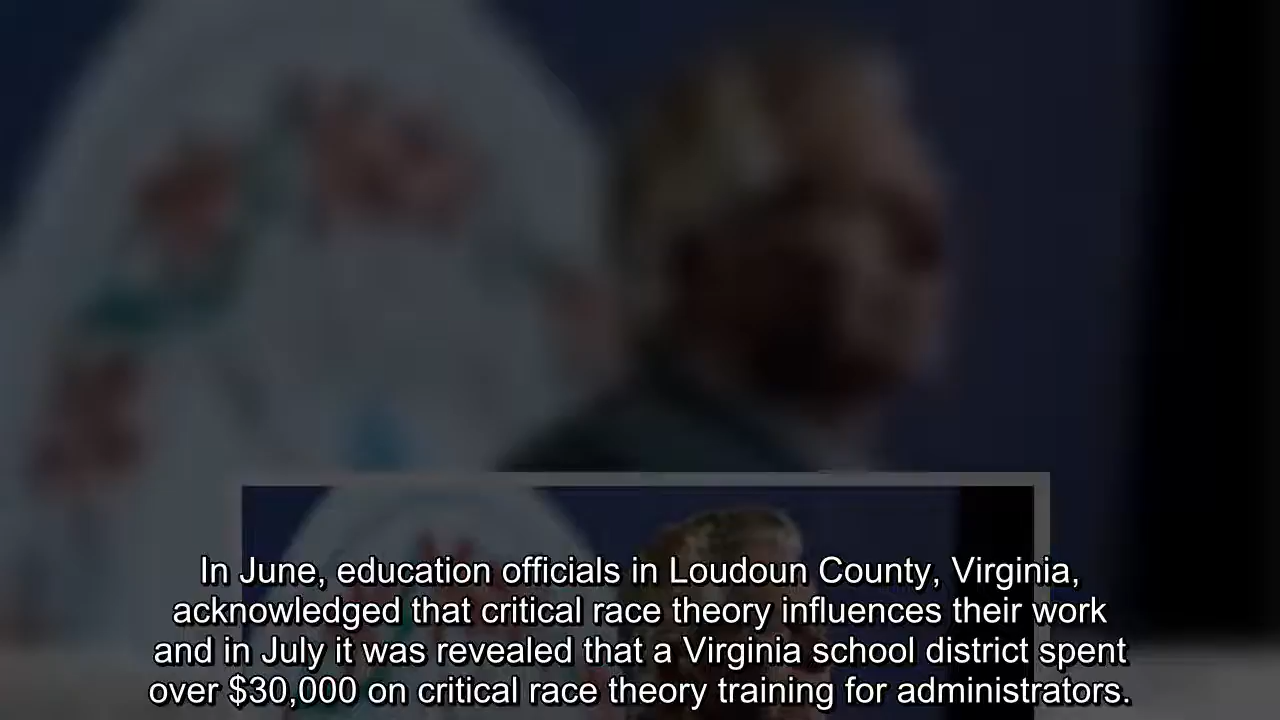 In June, education officials in Loudoun County, Virginia,
acknowledged that critical race theory influences their work
and in July it was revealed that a Virginia school district spent
over $30,000 on critical race theory training for administrators.